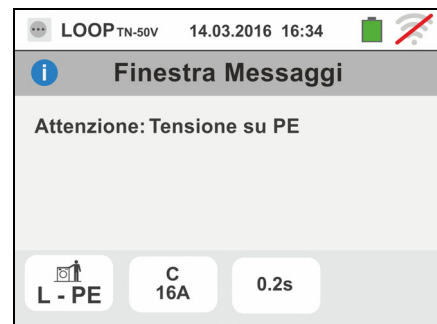 LOOP TN-50V 14.03.2016 16:34
i Finestra Messaggi
Attenzione: Tensione su PE
L - PE
C
16A
0.2s